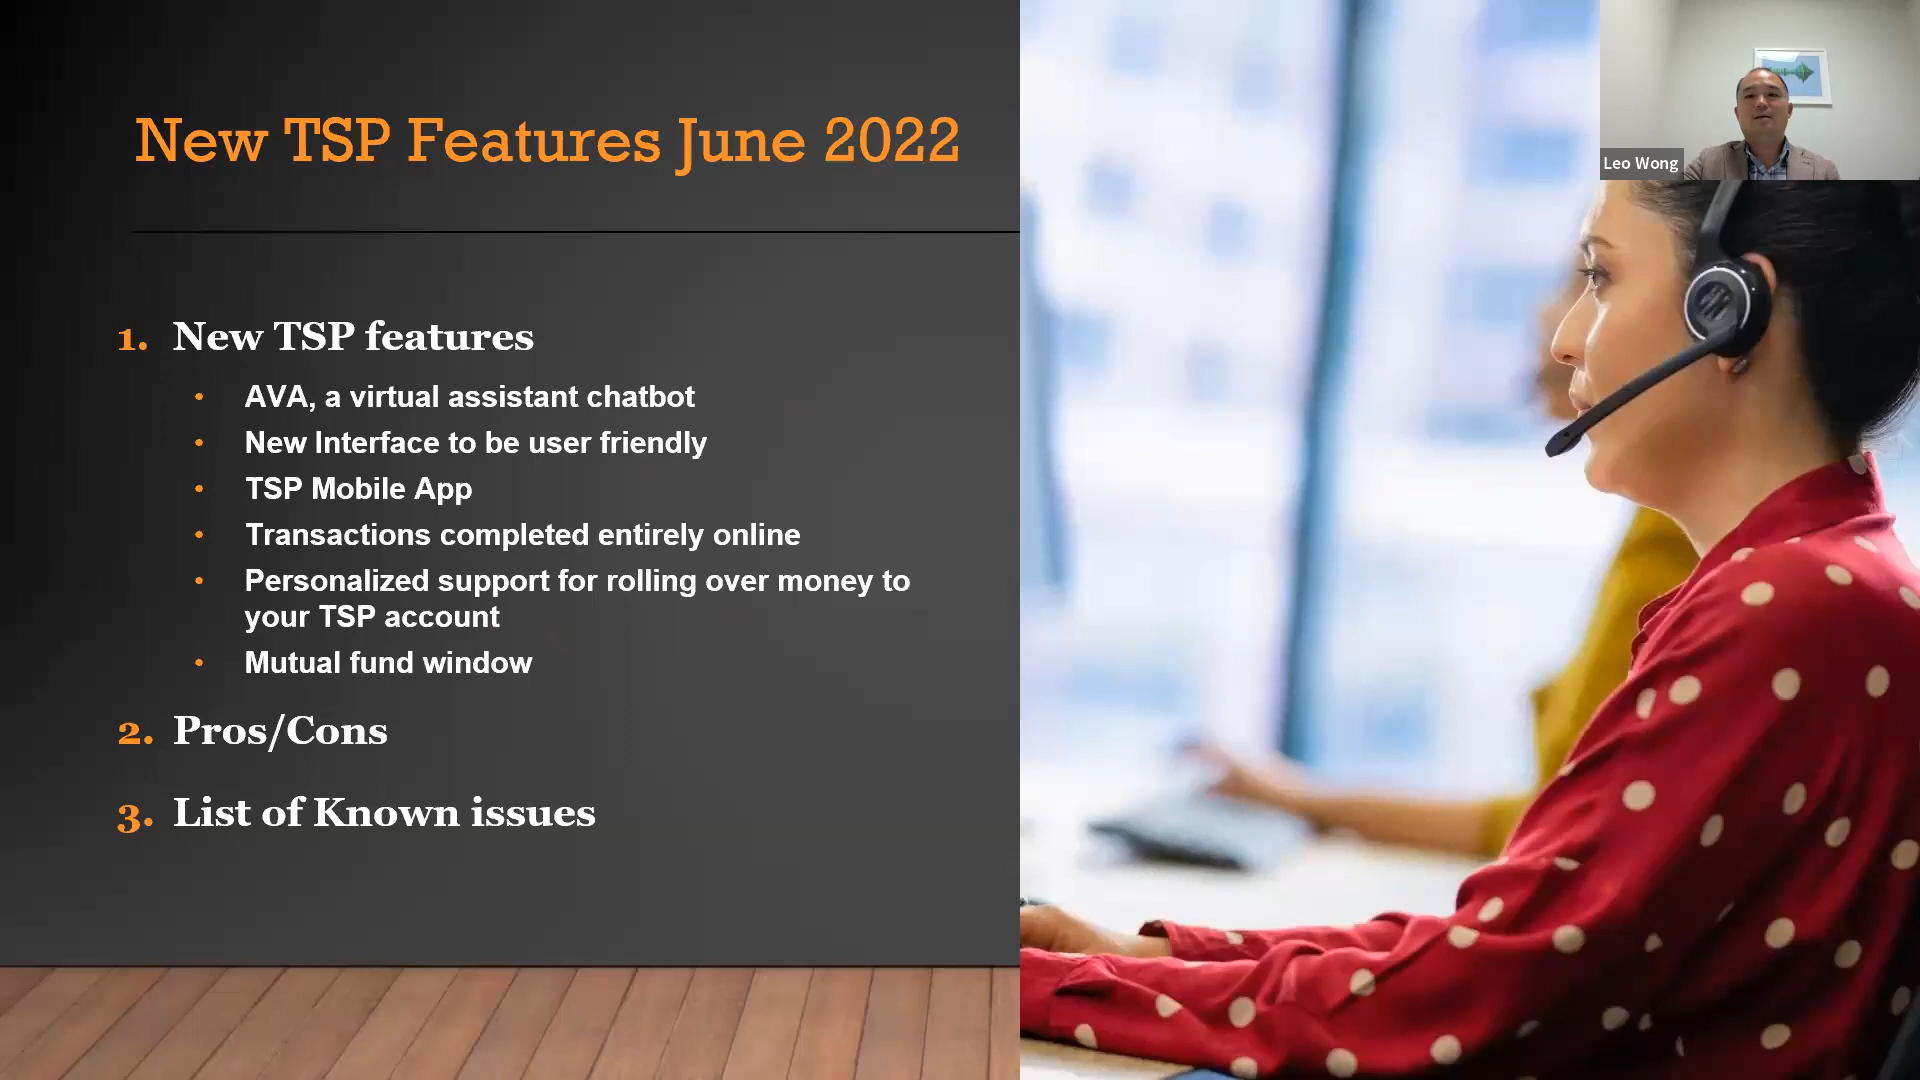 New TSP Features June 2022
Leo Wong
1. New TSP features
• AVA, a virtual assistant chatbot
• New Interface to be user friendly
• TSP Mobile App
• Transactions completed entirely online
• Personalized support for rolling over money to
your TSP account
• Mutual fund window
2. Pros/Cons
3. List of Known issues